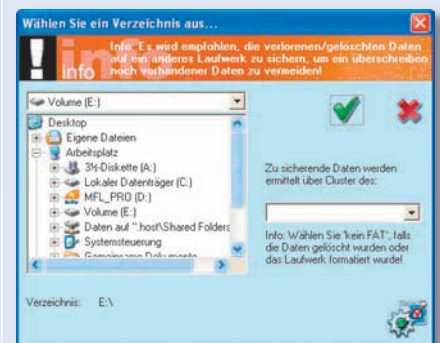 Wählen Sie ein Verzeichnis aus...
Info: Es wird empfohlen, die verlorenen/gelöschten Daten
auf ein anderes Laufwerk zu sichern, um ein überschreiben
noch vorhandener Daten zu vermeiden!
info
Volume (E:)
Desktop
Eigene Dateien
Arbeitsplatz
3½-Diskette (A:)
Lokaler Datenträger (C:)
MFL_PRO (D:)
Volume (E:)
Daten auf ".host\Shared Folders
Systemsteuerung
Gemeinsame Dokumente
Zu sichernde Daten werden
ermittelt über Cluster des:
Info: Wählen Sie 'kein FAT', falls
die Daten gelöscht wurden oder
das Laufwerk formatiert wurde!
Verzeichnis: E:\